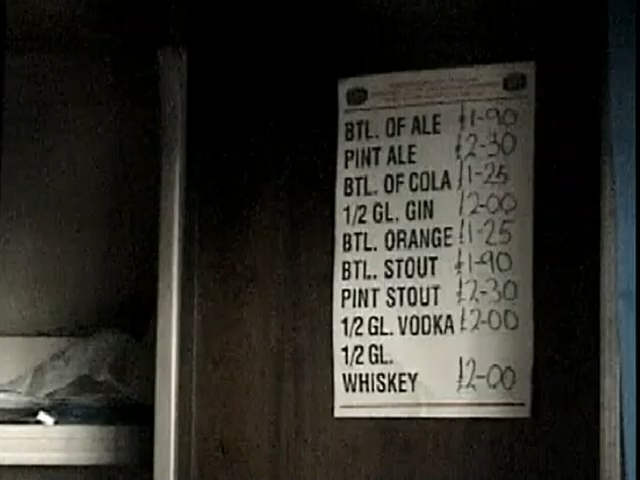 BTL. OF ALE £1-90
PINT ALE £2-30
BTL. OF COLA £1-25
1/2 GL. GIN £2-00
BTL. ORANGE £1-25
BTL. STOUT £1-90
PINT STOUT £2-30
1/2 GL. VODKA £2-00
1/2 GL.
WHISKEY £2-00